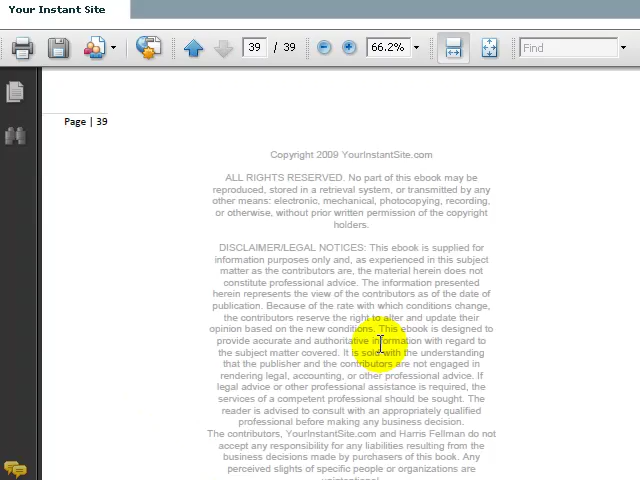 Your Instant Site
39 / 39
66.2%
Find
Page | 39
Copyright 2009 YourInstantSite.com
ALL RIGHTS RESERVED. No part of this ebook may be
reproduced, stored in a retrieval system, or transmitted by any
other means: electronic, mechanical, photocopying, recording,
or otherwise, without prior written permission of the copyright
holders.
DISCLAIMER/LEGAL NOTICES: This ebook is supplied for
information purposes only and, as experienced in this subject
matter as the contributors are, the material herein does not
constitute professional advice. The information presented
herein represents the view of the contributors as of the date of
publication. Because of the rate with which conditions change,
the contributors reserve the right to alter and update their
opinion based on the new conditions. This ebook is designed to
provide accurate and authoritative information with regard to
the subject matter covered. It is sold with the understanding
that the publisher and the contributors are not engaged in
rendering legal, accounting, or other professional advice. If
legal advice or other professional assistance is required, the
services of a competent professional should be sought. The
reader is advised to consult with an appropriately qualified
professional before making any business decision.
The contributors, YourInstantSite.com and Harris Fellman do not
accept any responsibility for any liabilities resulting from the
business decisions made by purchasers of this book. Any
perceived slights of specific people or organizations are
unintentional.